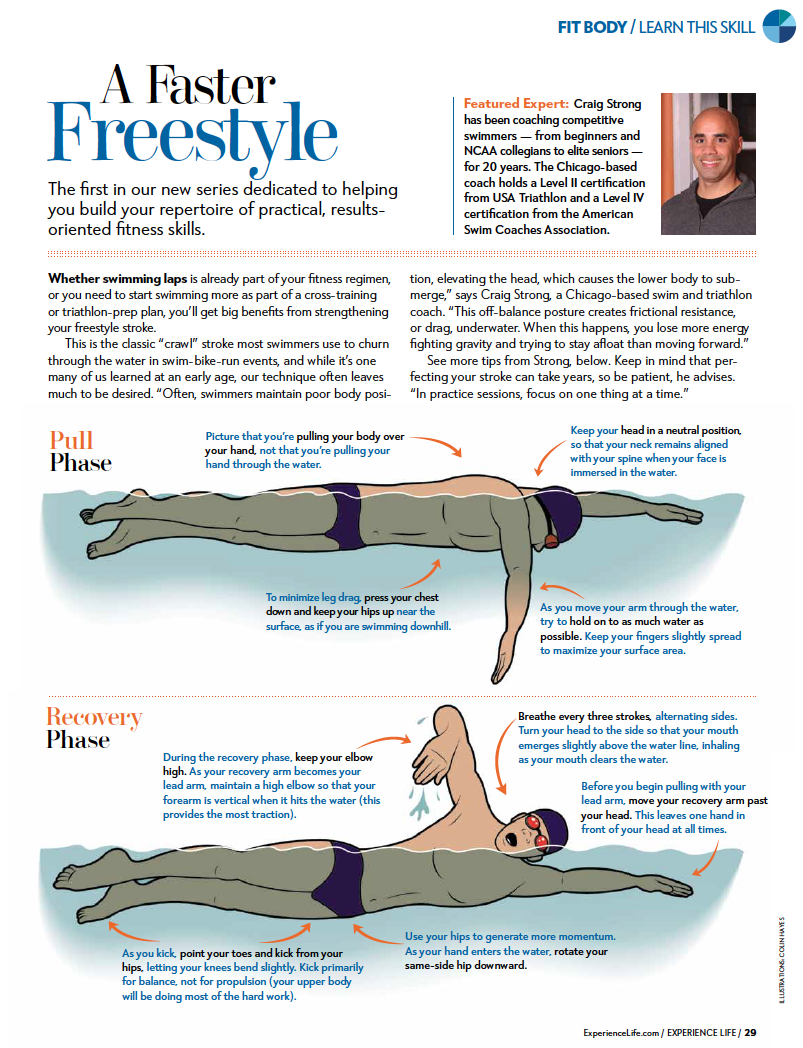 FIT BODY / LEARN THIS SKILL
A Faster
Freestyle
The first in our new series dedicated to helping
you build your repertoire of practical, results-
oriented fitness skills.
Featured Expert: Craig Strong
has been coaching competitive
swimmers — from beginners and
NCAA collegians to elite seniors —
for 20 years. The Chicago-based
coach holds a Level II certification
from USA Triathlon and a Level IV
certification from the American
Swim Coaches Association.
Whether swimming laps is already part of your fitness regimen,
or you need to start swimming more as part of a cross-training
or triathlon-prep plan, you'll get big benefits from strengthening
your freestyle stroke.
This is the classic “crawl” stroke most swimmers use to churn
through the water in swim-bike-run events, and while it's one
many of us learned at an early age, our technique often leaves
much to be desired. “Often, swimmers maintain poor body posi-
tion, elevating the head, which causes the lower body to sub-
merge,” says Craig Strong, a Chicago-based swim and triathlon
coach. “This off-balance posture creates frictional resistance,
or drag, underwater. When this happens, you lose more energy
fighting gravity and trying to stay afloat than moving forward.”
See more tips from Strong, below. Keep in mind that per-
fecting your stroke can take years, so be patient, he advises.
“In practice sessions, focus on one thing at a time.”
Pull
Phase
Picture that you're pulling your body over
your hand, not that you're pulling your
hand through the water.
Keep your head in a neutral position,
so that your neck remains aligned
with your spine when your face is
immersed in the water.
To minimize leg drag, press your chest
down and keep your hips up near the
surface, as if you are swimming downhill.
As you move your arm through the water,
try to hold on to as much water as
possible. Keep your fingers slightly spread
to maximize your surface area.
Recovery
Phase
During the recovery phase, keep your elbow
high. As your recovery arm becomes your
lead arm, maintain a high elbow so that your
forearm is vertical when it hits the water (this
provides the most traction).
Breathe every three strokes, alternating sides.
Turn your head to the side so that your mouth
emerges slightly above the water line, inhaling
as your mouth clears the water.
Before you begin pulling with your
lead arm, move your recovery arm past
your head. This leaves one hand in
front of your head at all times.
As you kick, point your toes and kick from your
hips, letting your knees bend slightly. Kick primarily
for balance, not for propulsion (your upper body
will be doing most of the hard work).
Use your hips to generate more momentum.
As your hand enters the water, rotate your
same-side hip downward.
ILLUSTRATIONS: COLIN HAYES
ExperienceLife.com / EXPERIENCE LIFE / 29